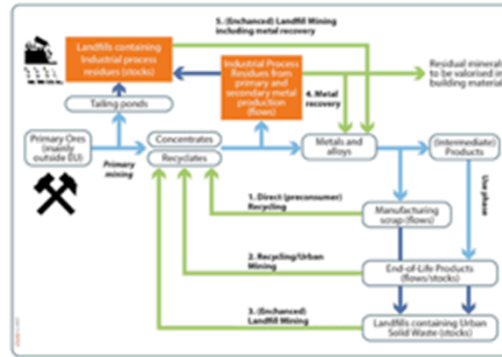 5. (Enchanced) Landfill Mining
including metal recovery
Landfills containing
Industrial process
residues (stocks)
Industrial Process
Residues from
primary and
secondary metal
production
(flows)
4. Metal
recovery
Residual minerals
to be valorised in
building material
Tailing ponds
Primary Ores
(mainly
outside EU)
Primary
mining
Concentrates
Recyclates
Metals and
alloys
(Intermediate)
Products
Use phase
1. Direct (preconsumer)
Recycling
Manufacturing
scrap (flows)
2. Recycling/Urban
Mining
End-of-Life Products
(flows/stocks)
3. (Enchanced)
Landfill Mining
Landfills containing Urban
Solid Waste (stocks)